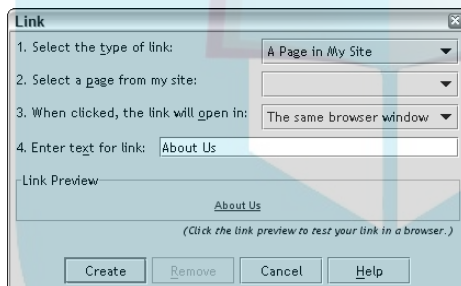 Link
1. Select the type of link: A Page in My Site
2. Select a page from my site:
3. When clicked, the link will open in: The same browser window
4. Enter text for link: About Us
Link Preview
About Us
(Click the link preview to test your link in a browser.)
Create Remove Cancel Help